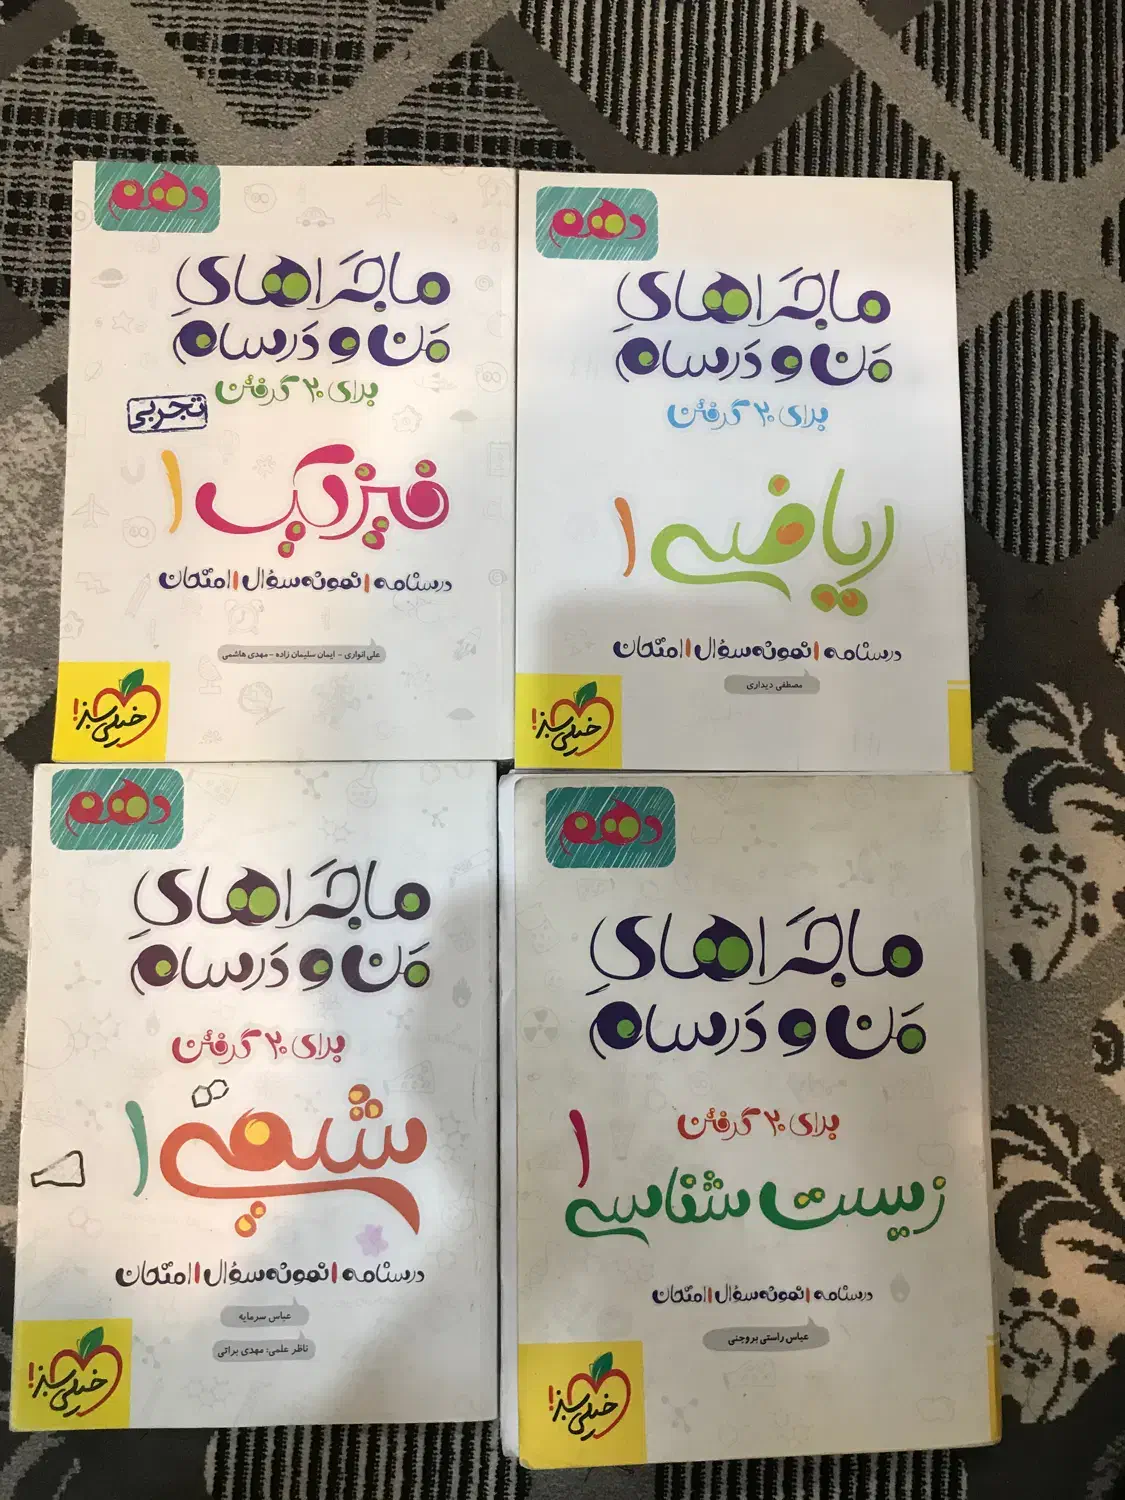 دهم
ماجراهای
من و درسام
برای ۲۰ گرفتن
تجربی
فیزیک ۱
درسنامه | نمونه سؤال | امتحان
علی انواری - ایمان سلیمان زاده - مهدی هاشمی
خیلی سبز!
دهم
ماجراهای
من و درسام
برای ۲۰ گرفتن
ریاضی ۱
درسنامه | نمونه سؤال | امتحان
مصطفی دیداری
خیلی سبز!
دهم
ماجراهای
من و درسام
برای ۲۰ گرفتن
شیمی ۱
درسنامه | نمونه سؤال | امتحان
عباس سرمایه
ناظر علمی: مهدی براتی
خیلی سبز!
دهم
ماجراهای
من و درسام
برای ۲۰ گرفتن
زیست شناسی ۱
درسنامه | نمونه سؤال | امتحان
عباس راستی بروجنی
خیلی سبز!